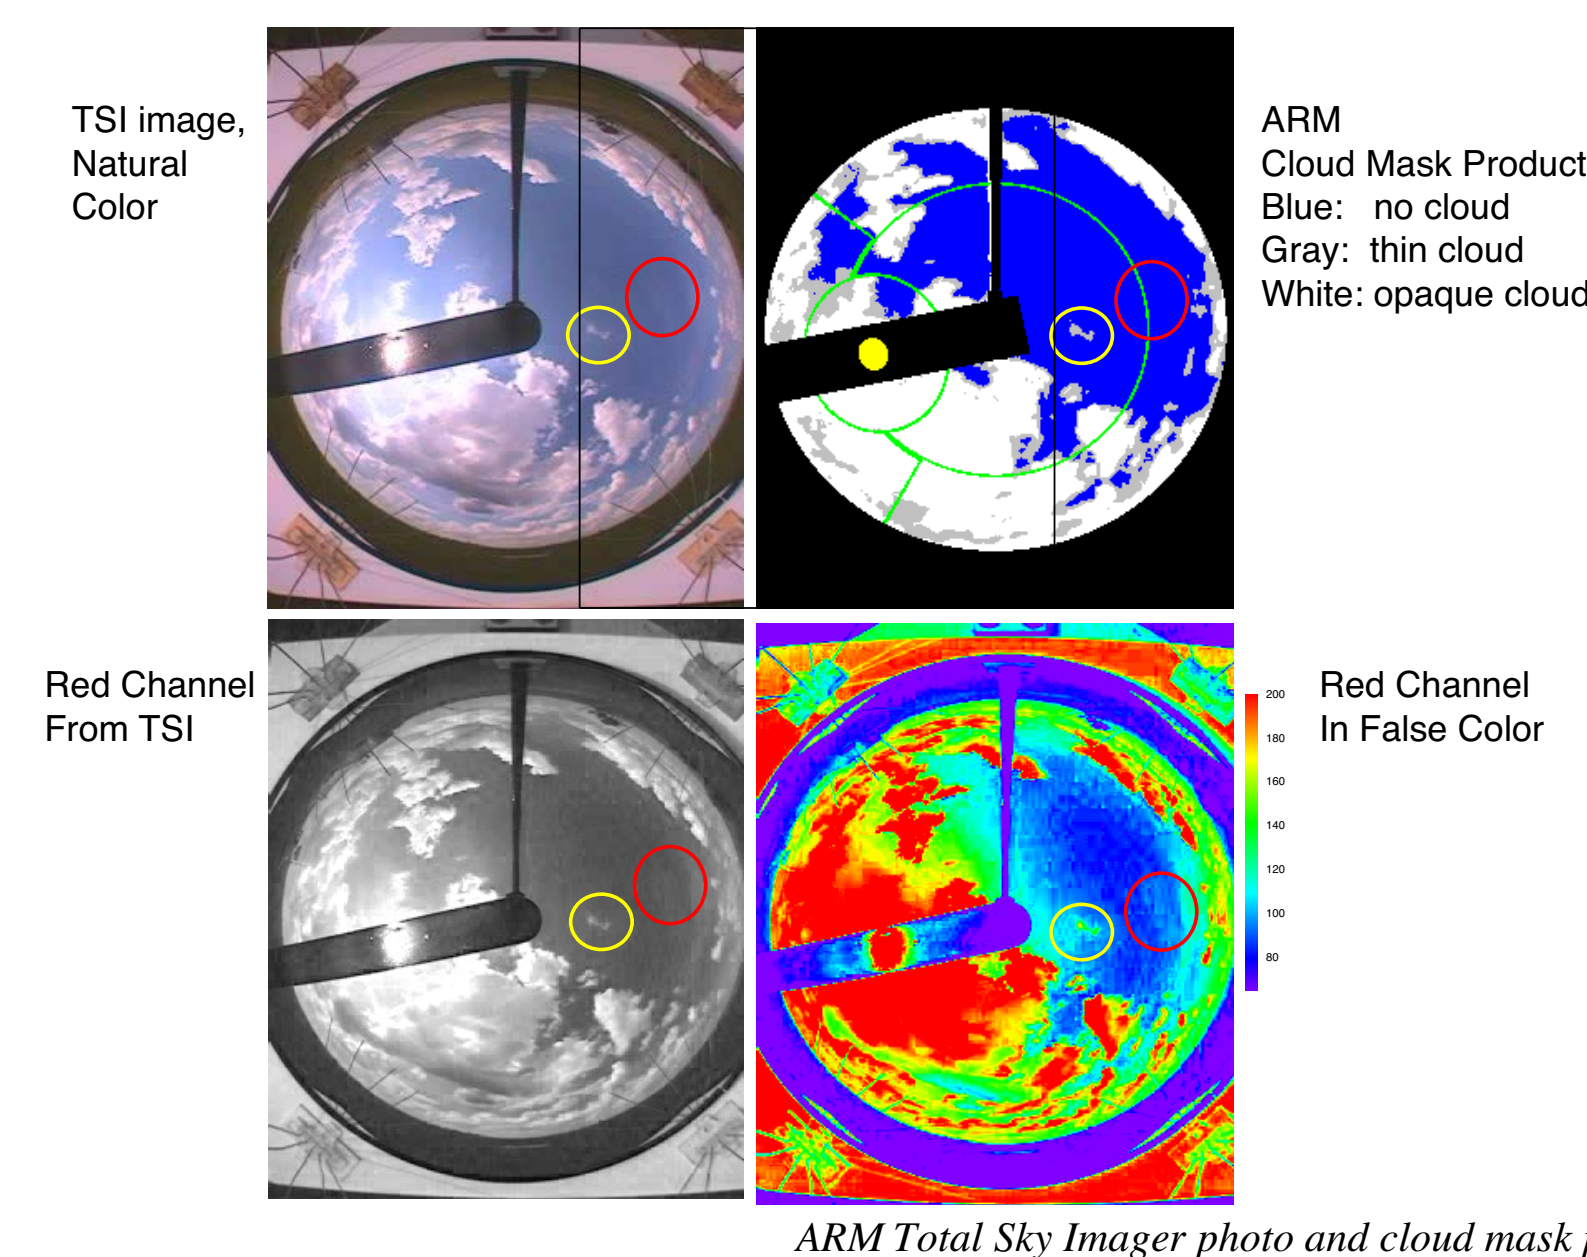 TSI image,
Natural
Color
ARM
Cloud Mask Product
Blue: no cloud
Gray: thin cloud
White: opaque cloud
Red Channel
From TSI
200
180
160
140
120
100
80
Red Channel
In False Color
ARM Total Sky Imager photo and cloud mask